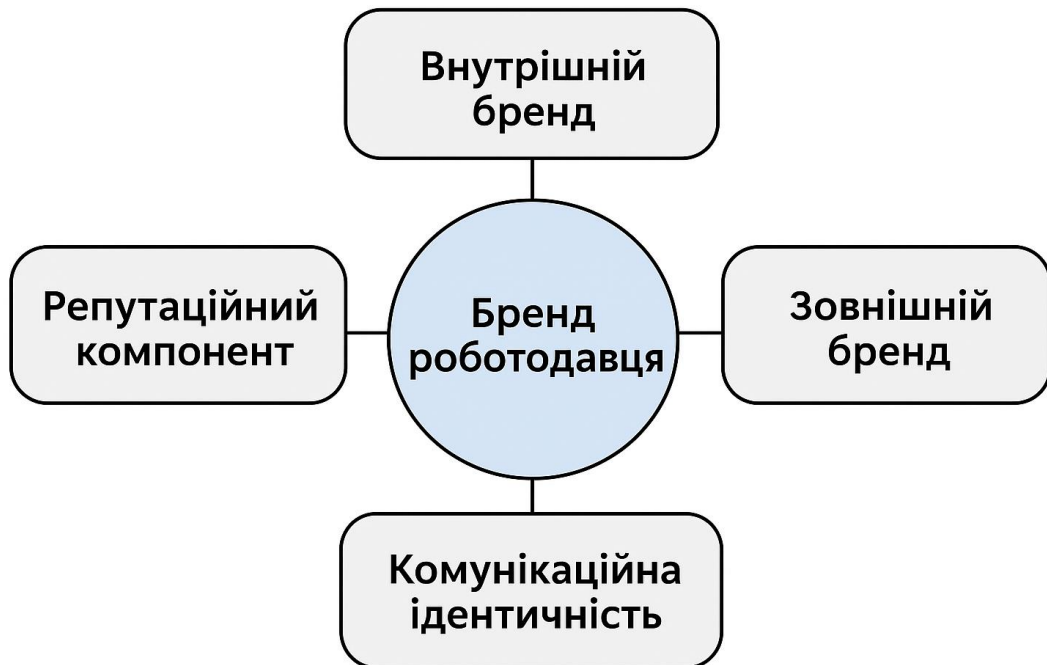 Внутрішній
бренд
Репутаційний
компонент
Бренд
роботодавця
Зовнішній
бренд
Комунікаційна
ідентичність